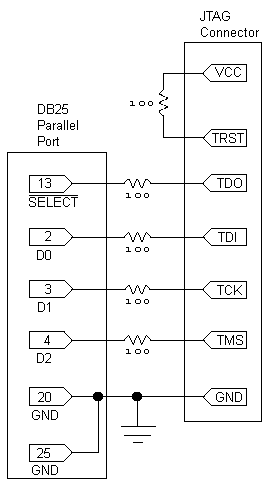 JTAG
Connector
VCC
100
DB25
Parallel
Port
TRST
13
SELECT
100
TDO
2
D0
100
TDI
3
D1
100
TCK
4
D2
100
TMS
20
GND
GND
25
GND